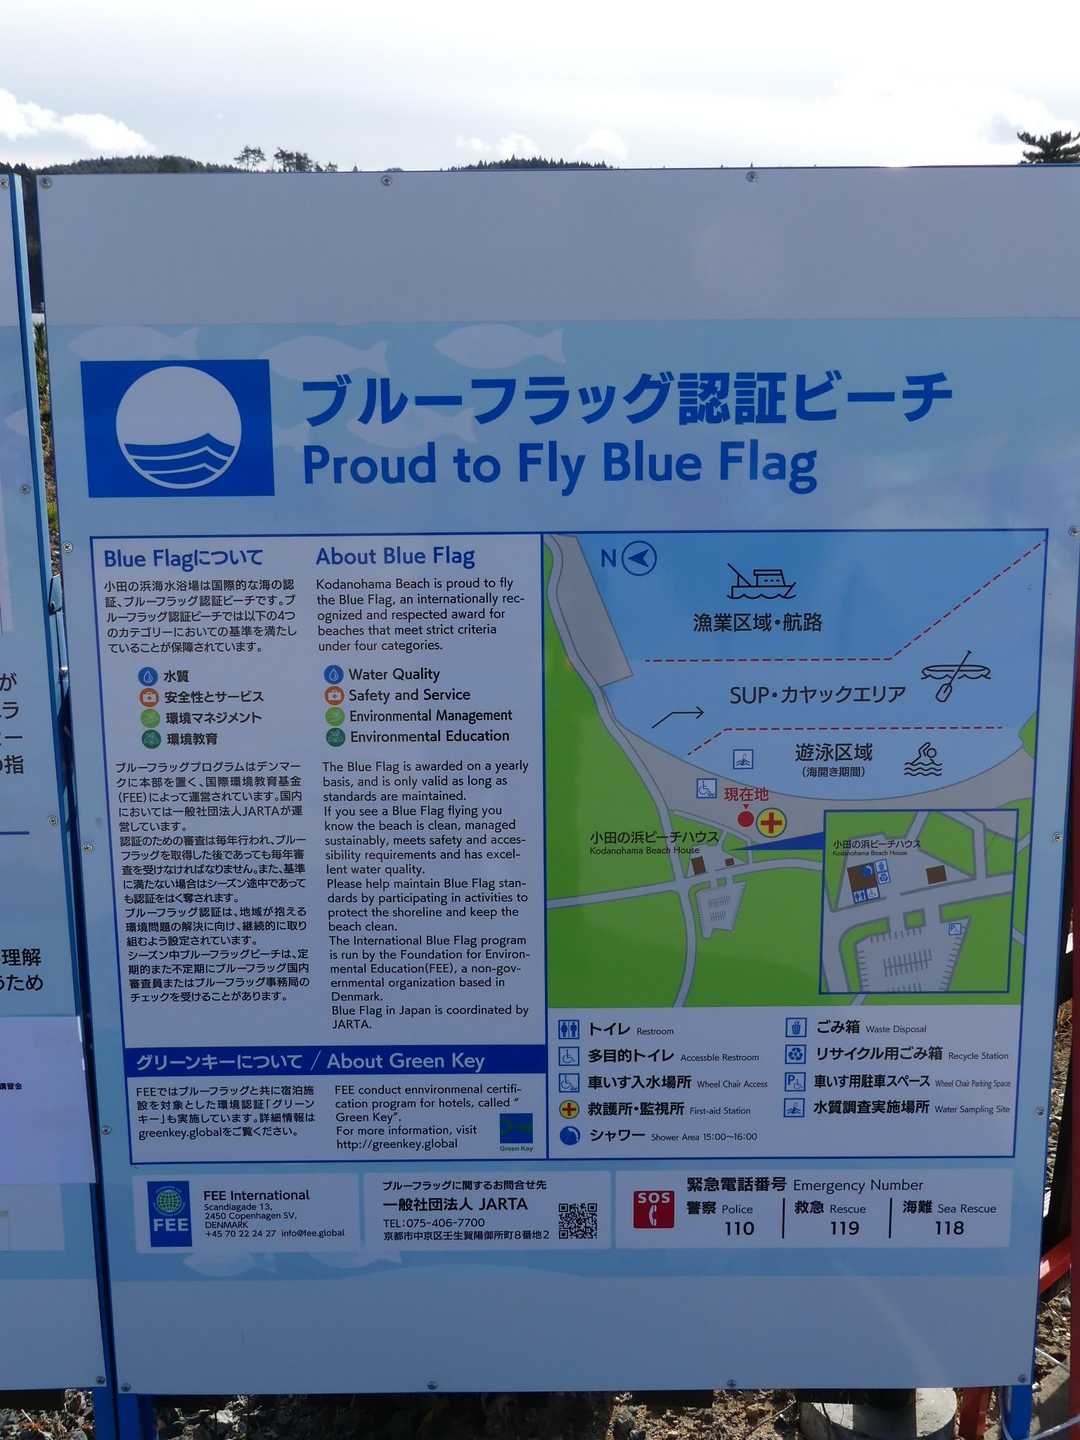 ブルーフラッグ認証ビーチ
Proud to Fly Blue Flag
Blue Flagについて
小田の浜海水浴場は国際的な海の認
証、ブルーフラッグ認証ビーチです。ブ
ルーフラッグ認証ビーチでは以下の4つ
のカテゴリーにおいての基準を満たし
ていることが保障されています。
水質
安全性とサービス
環境マネジメント
環境教育
ブルーフラッグプログラムはデンマー
クに本部を置く、国際環境教育基金
(FEE)によって運営されています。国内
においては一般社団法人JARTAが運
営しています。
認証のための審査は毎年行われ、ブルー
フラッグを取得した後であっても毎年審
査を受けなければなりません。また、基準
に満たない場合はシーズン途中であって
も認証をはく奪されます。
ブルーフラッグ認証は、地域が抱える
環境問題の解決に向け、継続的に取り
組むよう設定されています。
シーズン中ブルーフラッグビーチは、定
期的また不定期にブルーフラッグ国内
審査員またはブルーフラッグ事務局の
チェックを受けることがあります。
About Blue Flag
Kodanohama Beach is proud to fly
the Blue Flag, an internationally rec-
ognized and respected award for
beaches that meet strict criteria
under four categories.
Water Quality
Safety and Service
Environmental Management
Environmental Education
The Blue Flag is awarded on a yearly
basis, and is only valid as long as
standards are maintained.
If you see a Blue Flag flying you
know the beach is clean, managed
sustainably, meets safety and acces-
sibility requirements and has excel-
lent water quality.
Please help maintain Blue Flag stan-
dards by participating in activities to
protect the shoreline and keep the
beach clean.
The International Blue Flag program
is run by the Foundation for Environ-
mental Education(FEE), a non-gov-
ernmental organization based in
Denmark.
Blue Flag in Japan is coordinated by
JARTA.
グリーンキーについて / About Green Key
FEEではブルーフラッグと共に宿泊施
設を対象とした環境認証「グリーン
キー」も実施しています。詳細情報は
greenkey.globalをご覧ください。
FEE conduct ennvironmenal certifi-
cation program for hotels, called “
Green Key”.
For more information, visit
http://greenkey.global
Green Key
N
漁業区域・航路
SUP・カヤックエリア
遊泳区域
(海開き期間)
現在地
小田の浜ビーチハウス
Kodanohama Beach House
小田の浜ビーチハウス
Kodanohama Beach House
P
トイレ Restroom
多目的トイレ Accessble Restroom
車いす入水場所 Wheel Chair Access
救護所・監視所 First-aid Station
シャワー Shower Area 15:00~16:00
ごみ箱 Waste Disposal
リサイクル用ごみ箱 Recycle Station
P 車いす用駐車スペース Wheel Chair Parking Space
水質調査実施場所 Water Sampling Site
FEE
FEE International
Scandiagade 13,
2450 Copenhagen SV,
DENMARK
+45 70 22 24 27 info@fee.global
ブルーフラッグに関するお問合せ先
一般社団法人 JARTA
TEL:075-406-7700
京都市中京区壬生賀陽御所町8番地2
SOS
緊急電話番号 Emergency Number
警察 Police
110
救急 Rescue
119
海難 Sea Rescue
118
が
ラ
ー
の指
理解
るため
講習会